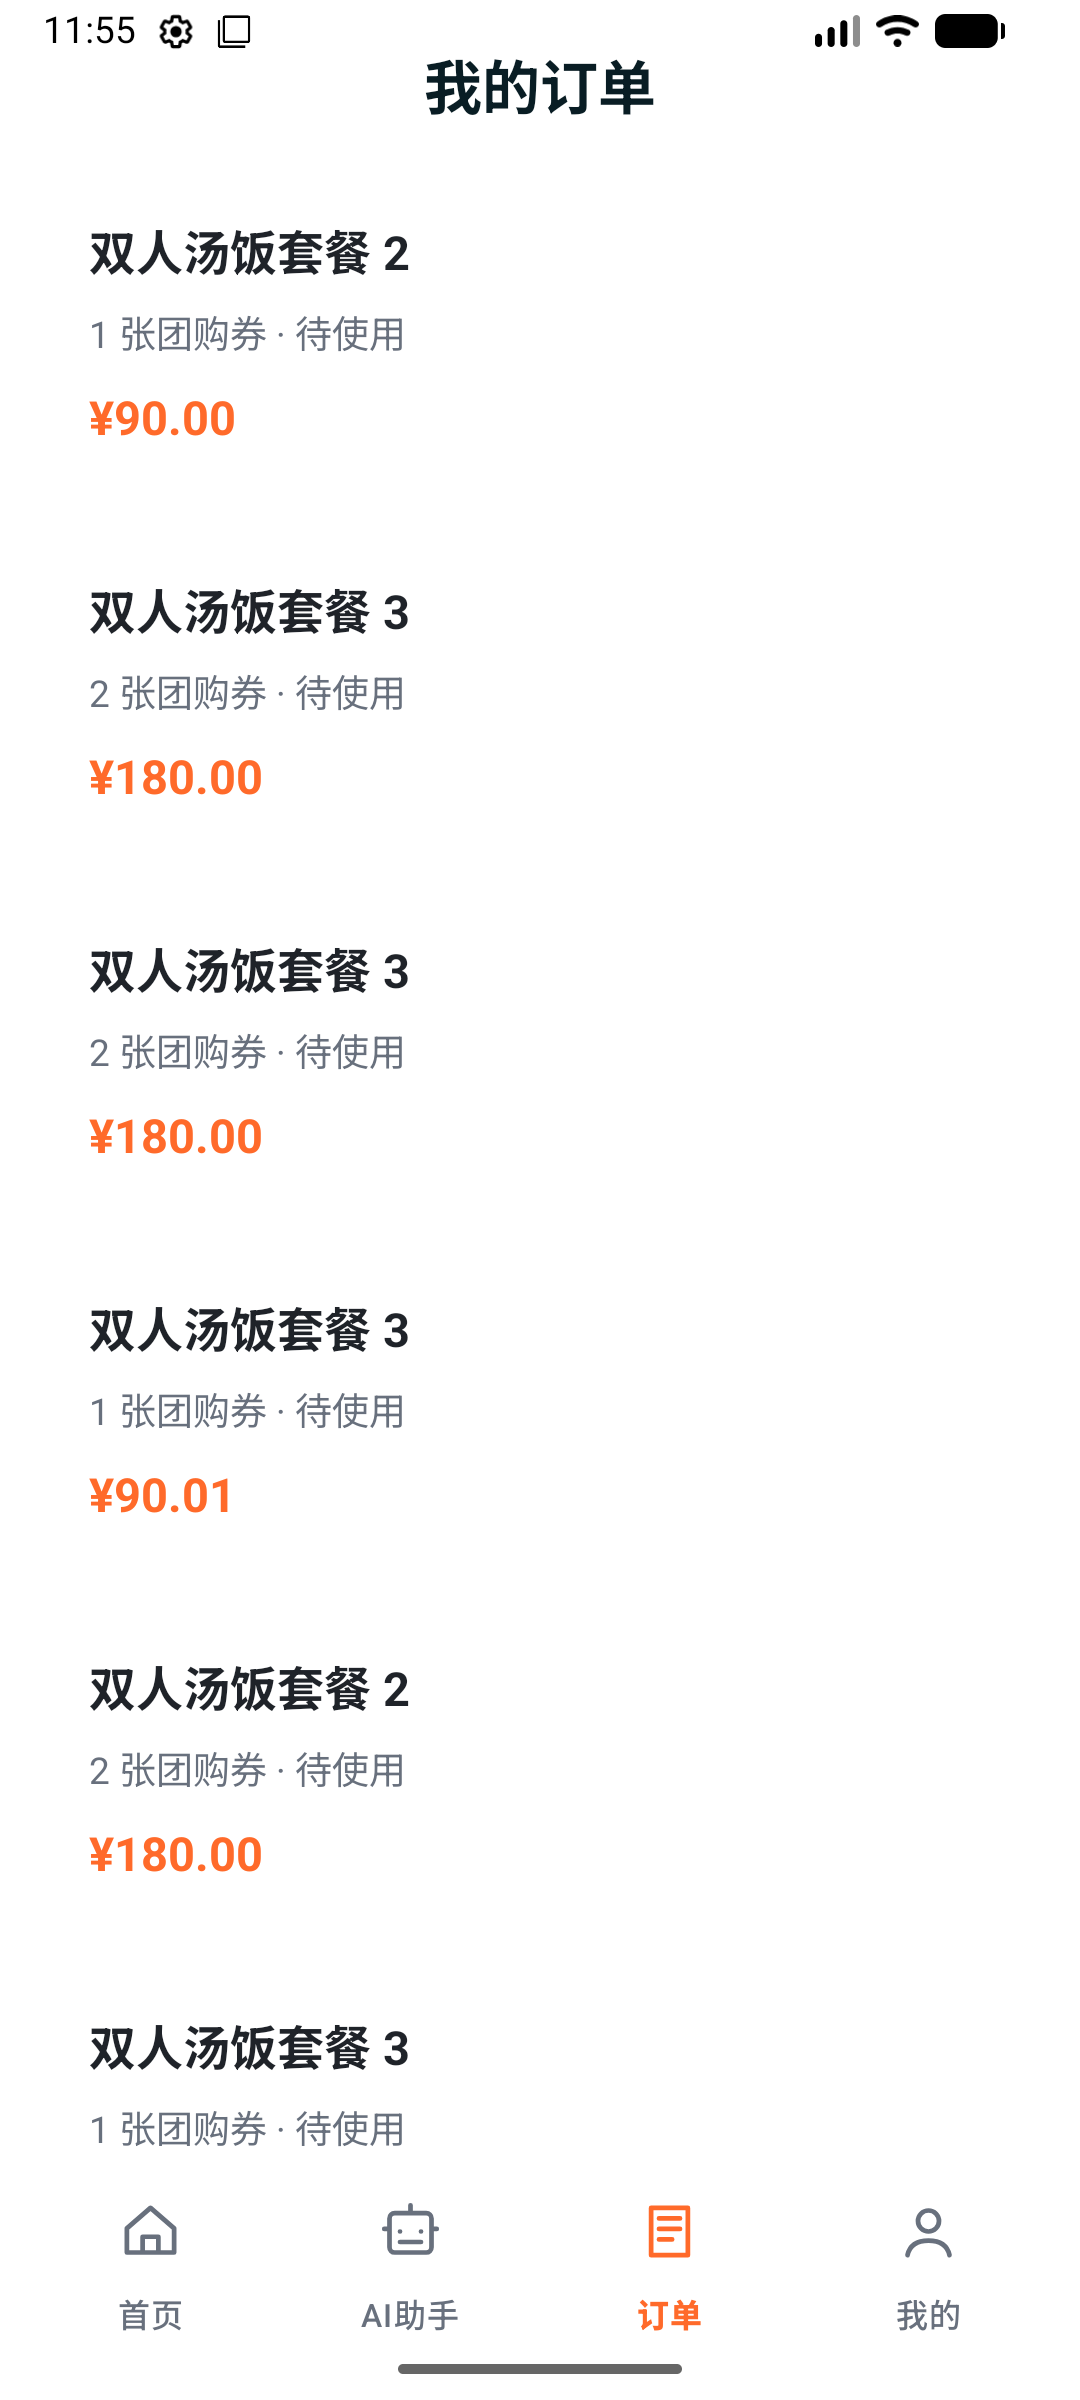 11:55
我的订单
双人汤饭套餐 2
1 张团购券 · 待使用
¥90.00
双人汤饭套餐 3
2 张团购券 · 待使用
¥180.00
双人汤饭套餐 3
2 张团购券 · 待使用
¥180.00
双人汤饭套餐 3
1 张团购券 · 待使用
¥90.01
双人汤饭套餐 2
2 张团购券 · 待使用
¥180.00
双人汤饭套餐 3
1 张团购券 · 待使用
首页 AI助手 订单 我的